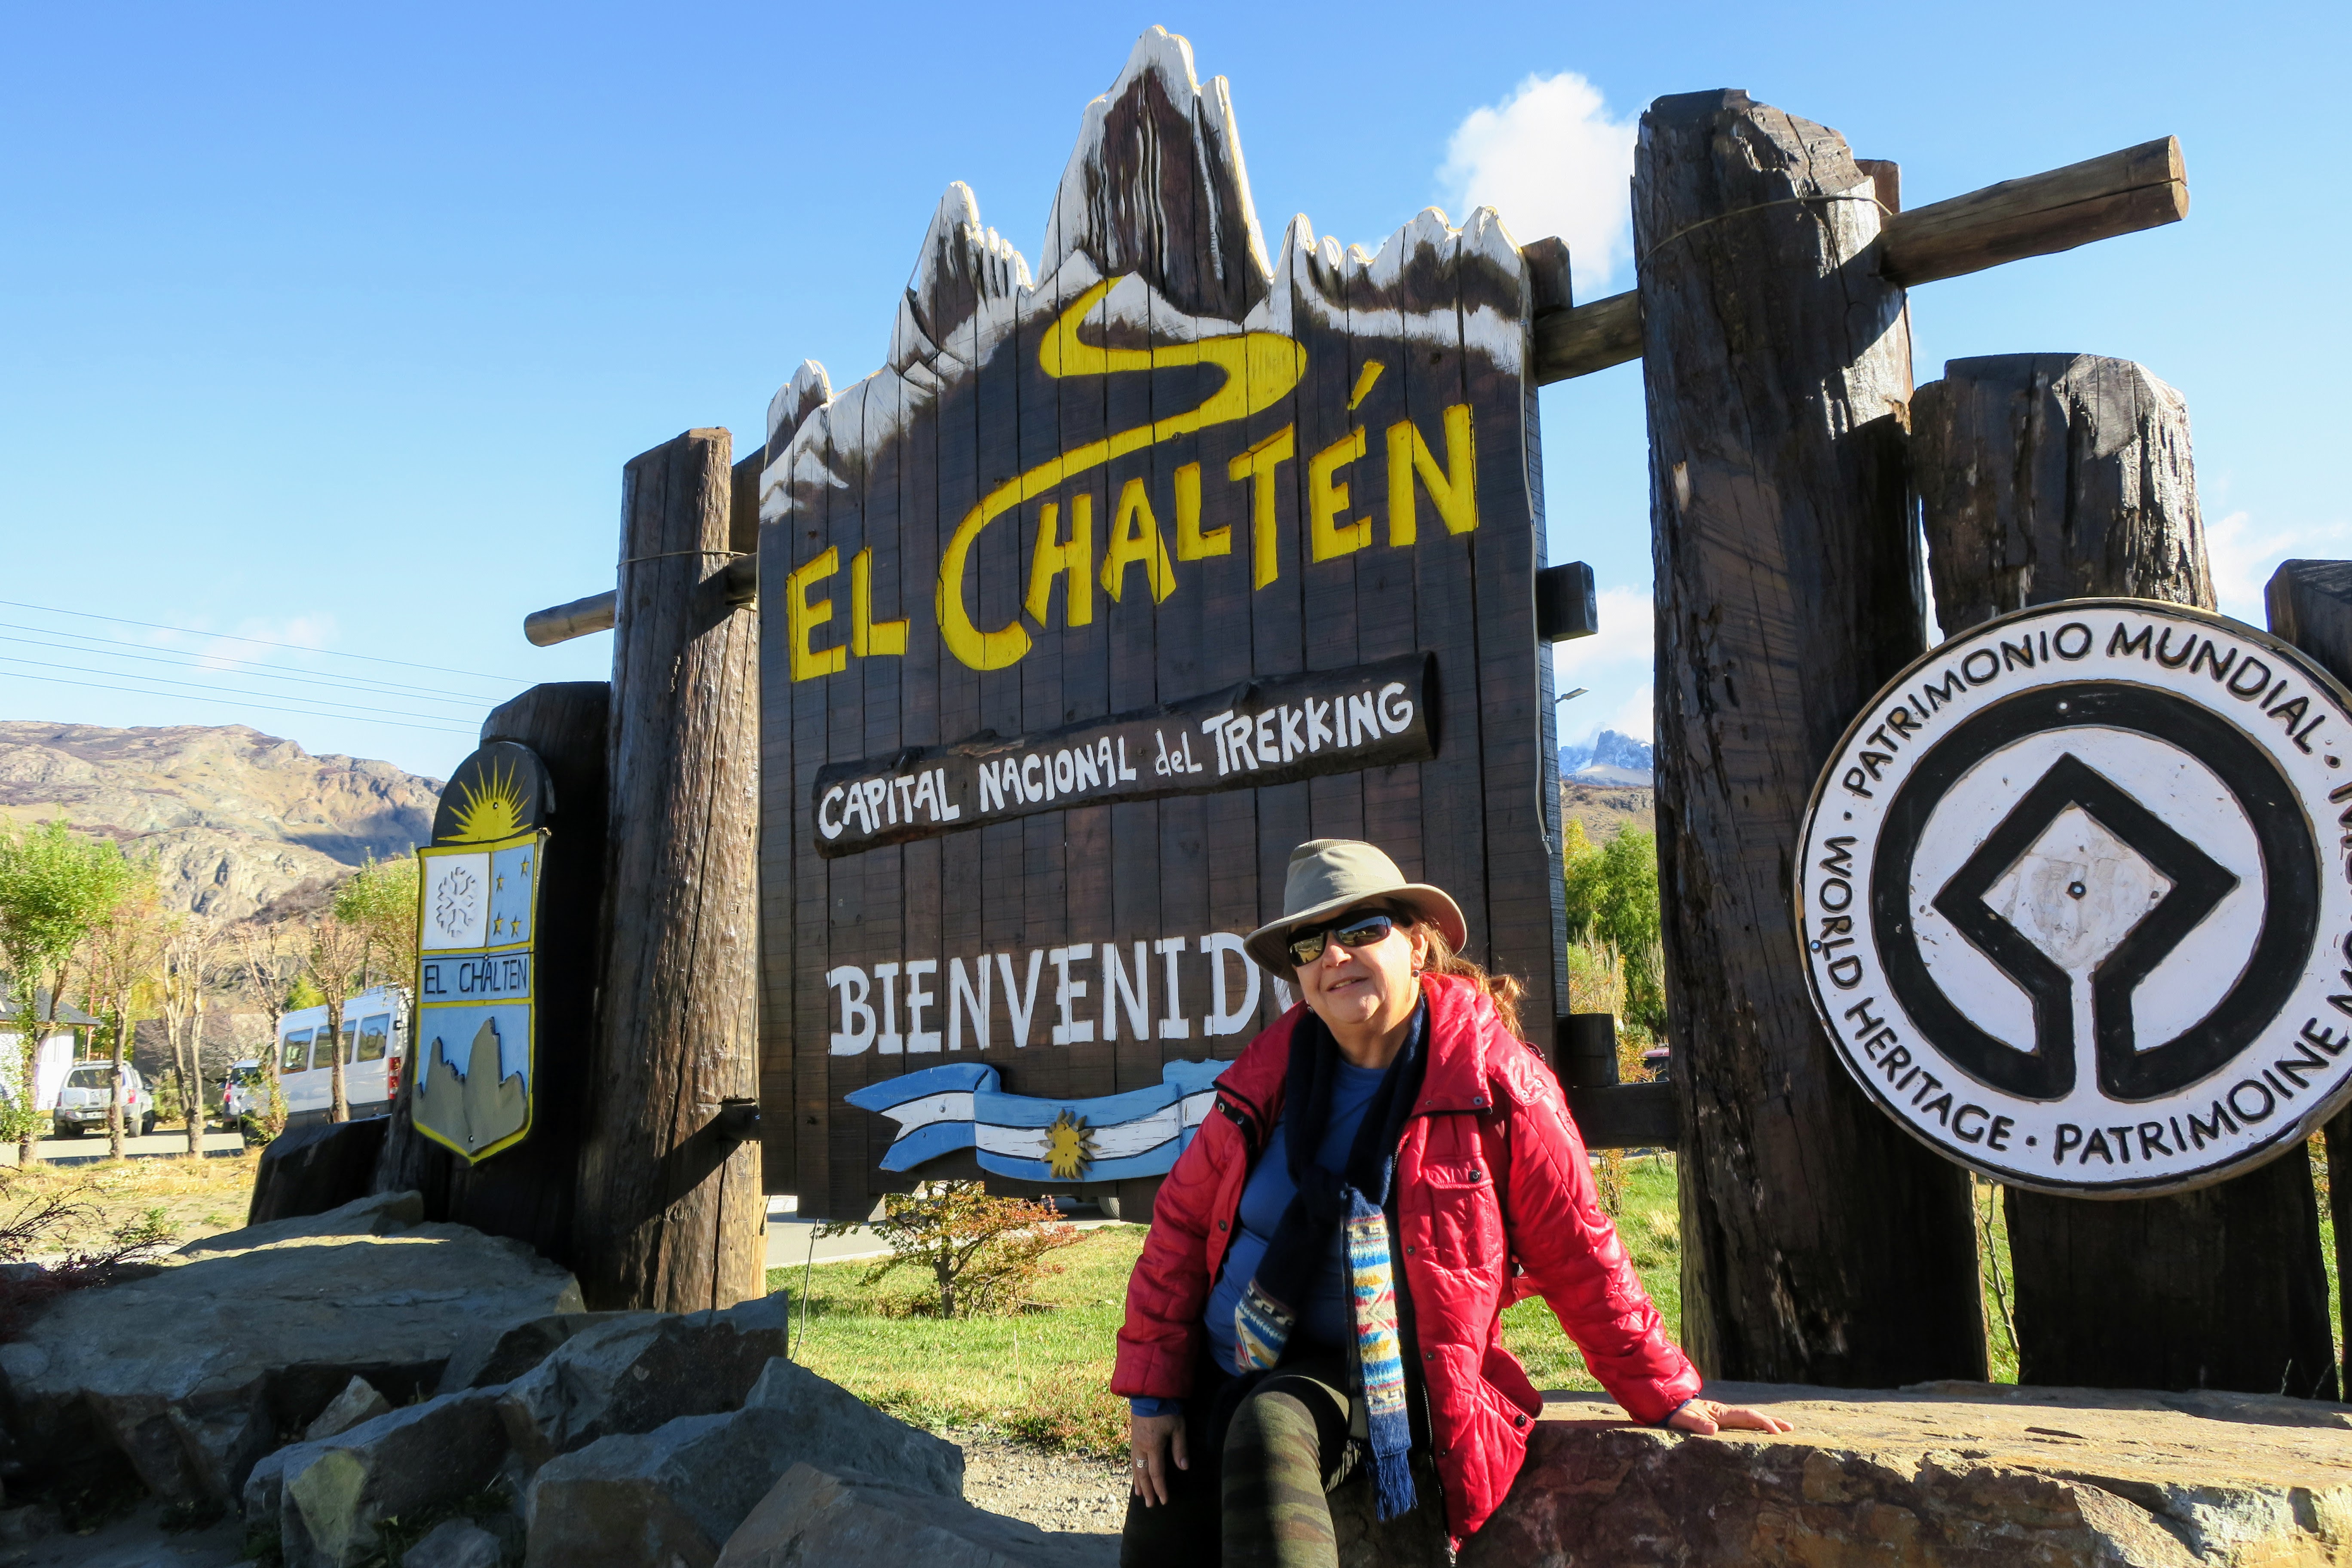 EL CHALTÉN
CAPITAL NACIONAL del TREKKING
BIENVENID
EL CHALTEN
PATRIMONIO MUNDIAL ·
WORLD HERITAGE · PATRIMOINE